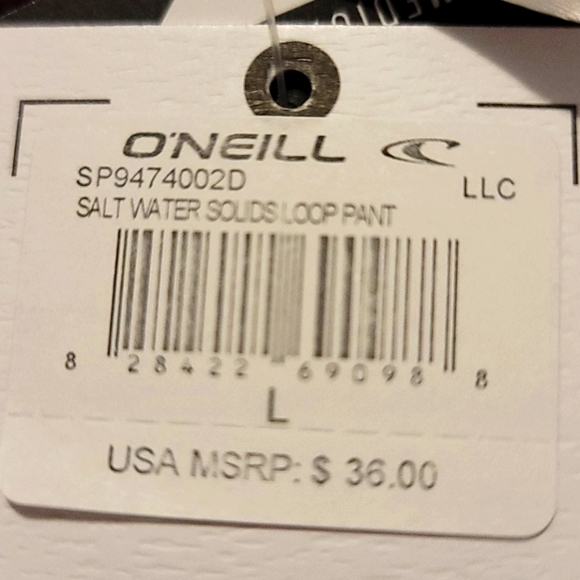 O'NEILL
SP9474002D LLC
SALT WATER SOLIDS LOOP PANT
8 28422 69098 8
L
USA MSRP: $ 36.00